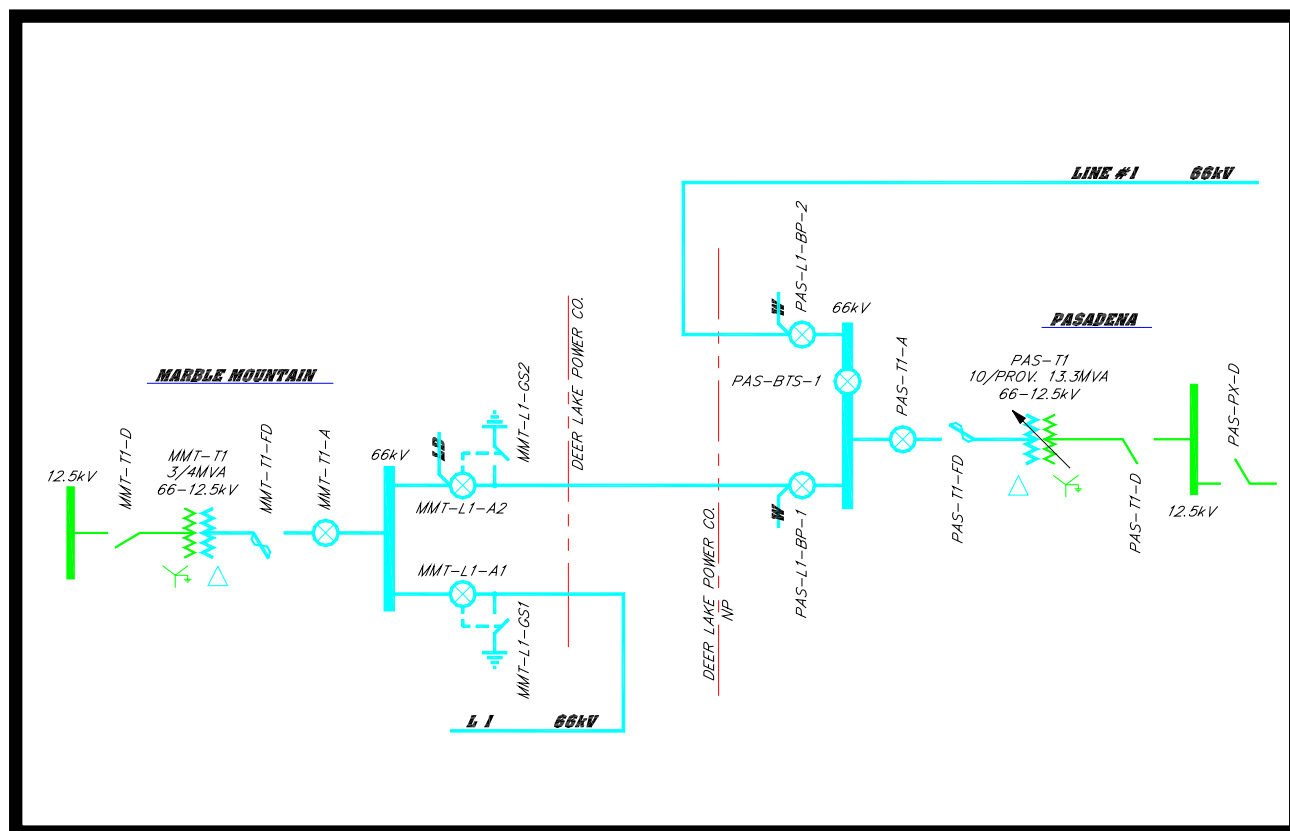 LINE #1 66kV
PAS-L1-BP-2
66kV
PASADENA
DEER LAKE POWER CO.
MMT-L1-GS2
MARBLE MOUNTAIN
PAS-BTS-1
PAS-T1-A
PAS-T1
10/PROV. 13.3MVA
66-12.5kV
PAS-PX-D
LB
MMT-T1
3/4MVA
66-12.5kV
66kV
12.5kV
MMT-T1-D
MMT-T1-FD
MMT-T1-A
MMT-L1-A2
W
W
PAS-L1-BP-1
DEER LAKE POWER CO.
NP
PAS-T1-FD
PAS-T1-D
12.5kV
MMT-L1-A1
MMT-L1-GS1
L 1 66kV